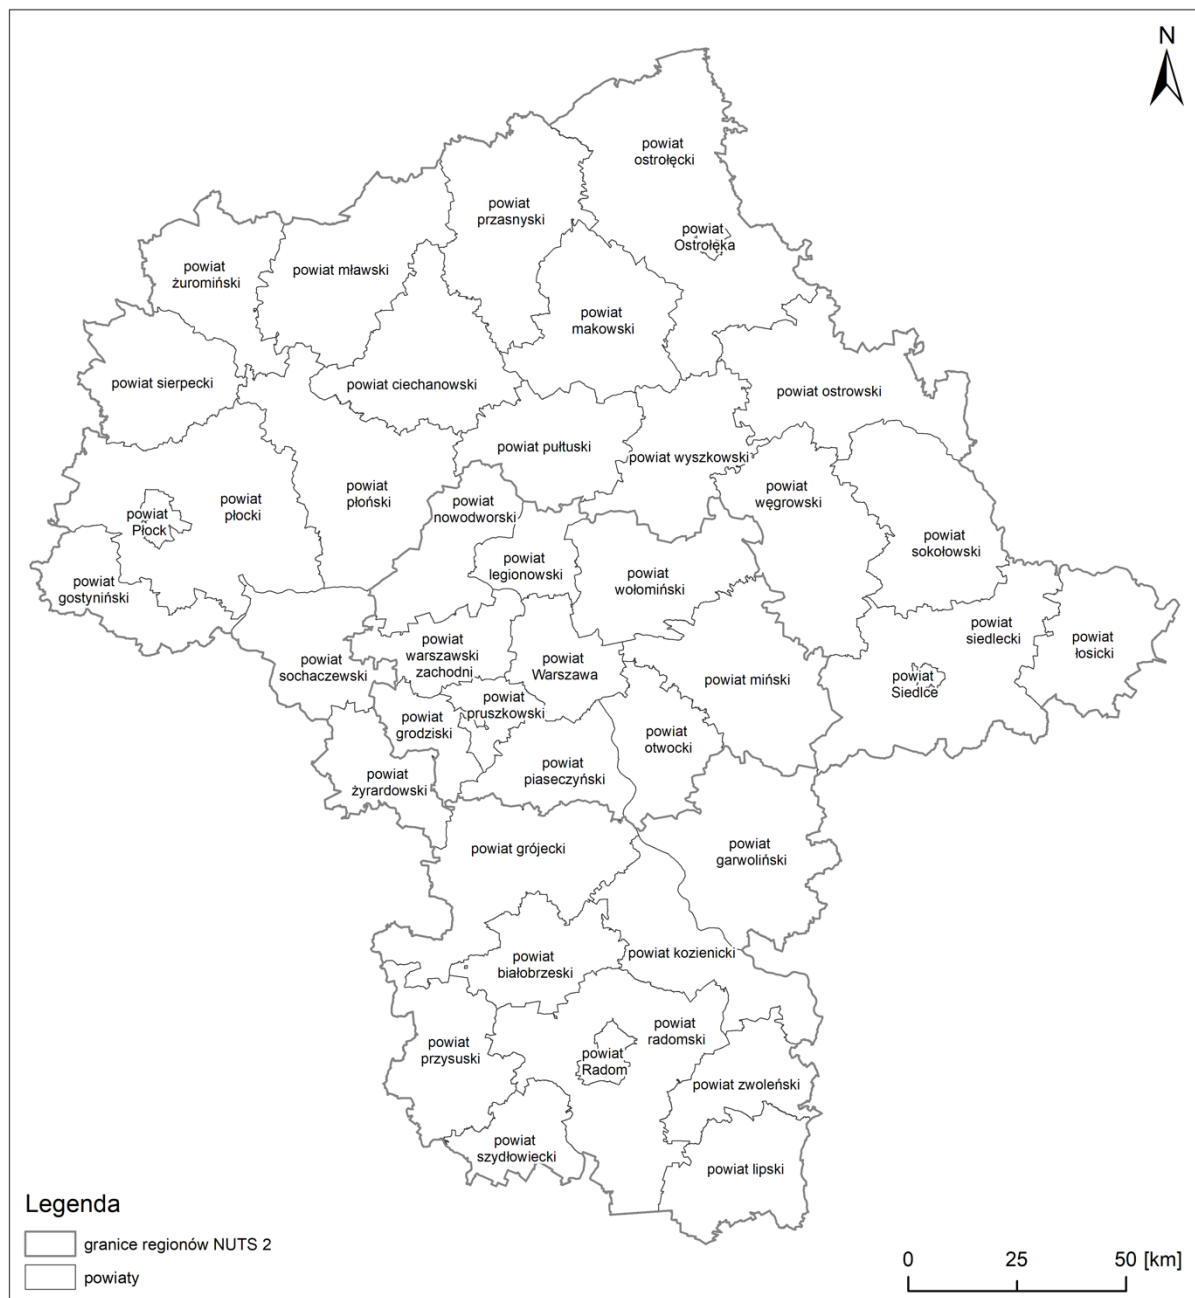 N
powiat
ostrołęcki
powiat
przasnyski
powiat
Ostrołęka
powiat
żuromiński
powiat mławski
powiat
makowski
powiat sierpecki
powiat ciechanowski
powiat ostrowski
powiat pułtuski
powiat wyszkowski
powiat
węgrowski
powiat
płocki
powiat
Płock
powiat
płoński
powiat
nowodworski
powiat
sokołowski
powiat
legionowski
powiat
wołomiński
powiat
gostyniński
powiat
siedlecki
powiat
łosicki
powiat
warszawski
zachodni
powiat
Warszawa
powiat
sochaczewski
powiat miński
powiat
Siedlce
powiat
pruszkowski
powiat
grodziski
powiat
otwocki
powiat
piaseczyński
powiat
żyrardowski
powiat grójecki
powiat
garwoliński
powiat kozienicki
powiat
białobrzeski
powiat
radomski
powiat
przysuski
powiat
Radom
powiat zwoleński
powiat
szydłowiecki
powiat lipski
Legenda
granice regionów NUTS 2
powiaty
0 25 50 [km]